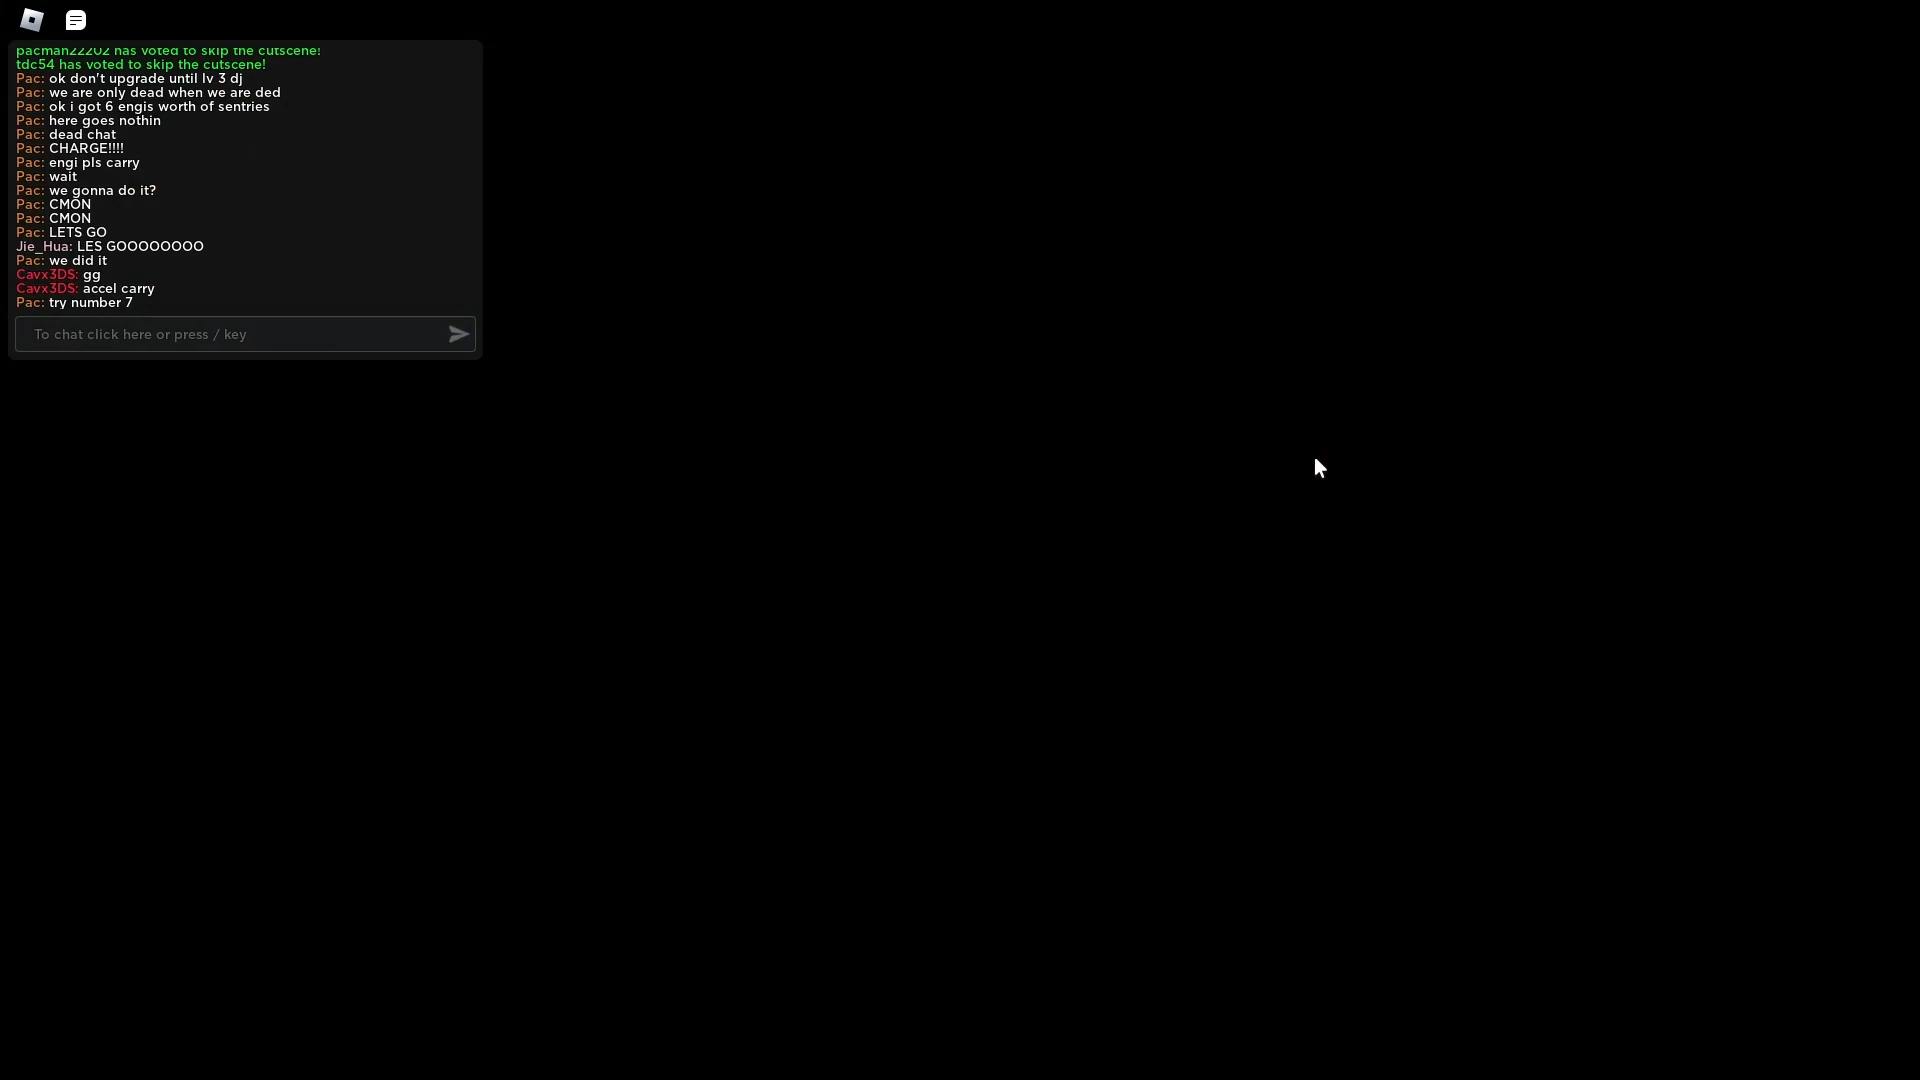 pacman22202 has voted to skip the cutscene!
tdc54 has voted to skip the cutscene!
Pac: ok don't upgrade until lv 3 dj
Pac: we are only dead when we are ded
Pac: ok i got 6 engis worth of sentries
Pac: here goes nothin
Pac: dead chat
Pac: CHARGE!!!!
Pac: engi pls carry
Pac: wait
Pac: we gonna do it?
Pac: CMON
Pac: CMON
Pac: LETS GO
Jie_Hua: LES GOOOOOOOO
Pac: we did it
Cavx3DS: gg
Cavx3DS: accel carry
Pac: try number 7
To chat click here or press / key